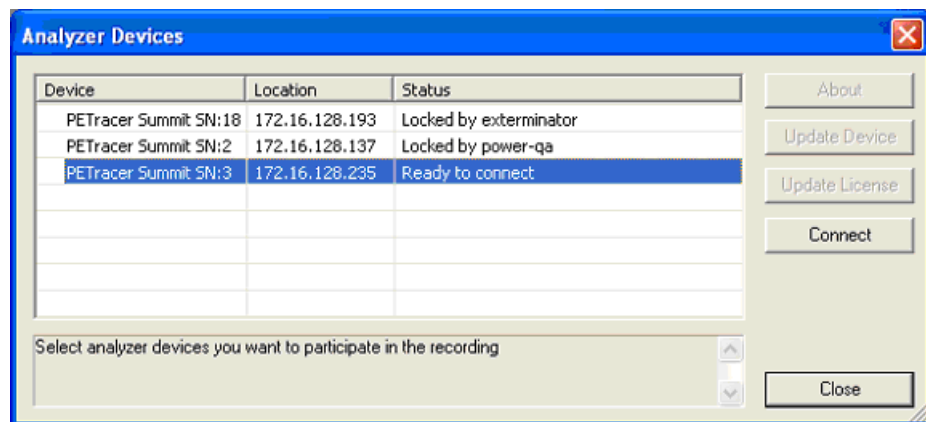 Analyzer Devices
Device Location Status
PETracer Summit SN:18 172.16.128.193 Locked by exterminator
PETracer Summit SN:2 172.16.128.137 Locked by power-qa
PETracer Summit SN:3 172.16.128.235 Ready to connect
About
Update Device
Update License
Connect
Select analyzer devices you want to participate in the recording
Close